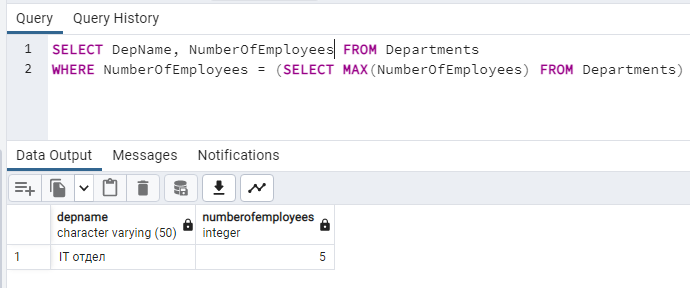 Query Query History
1 SELECT DepName, NumberOfEmployees FROM Departments
2 WHERE NumberOfEmployees = (SELECT MAX(NumberOfEmployees) FROM Departments)
Data Output Messages Notifications
depname numberofemployees
character varying (50) integer
1 IT отдел 5